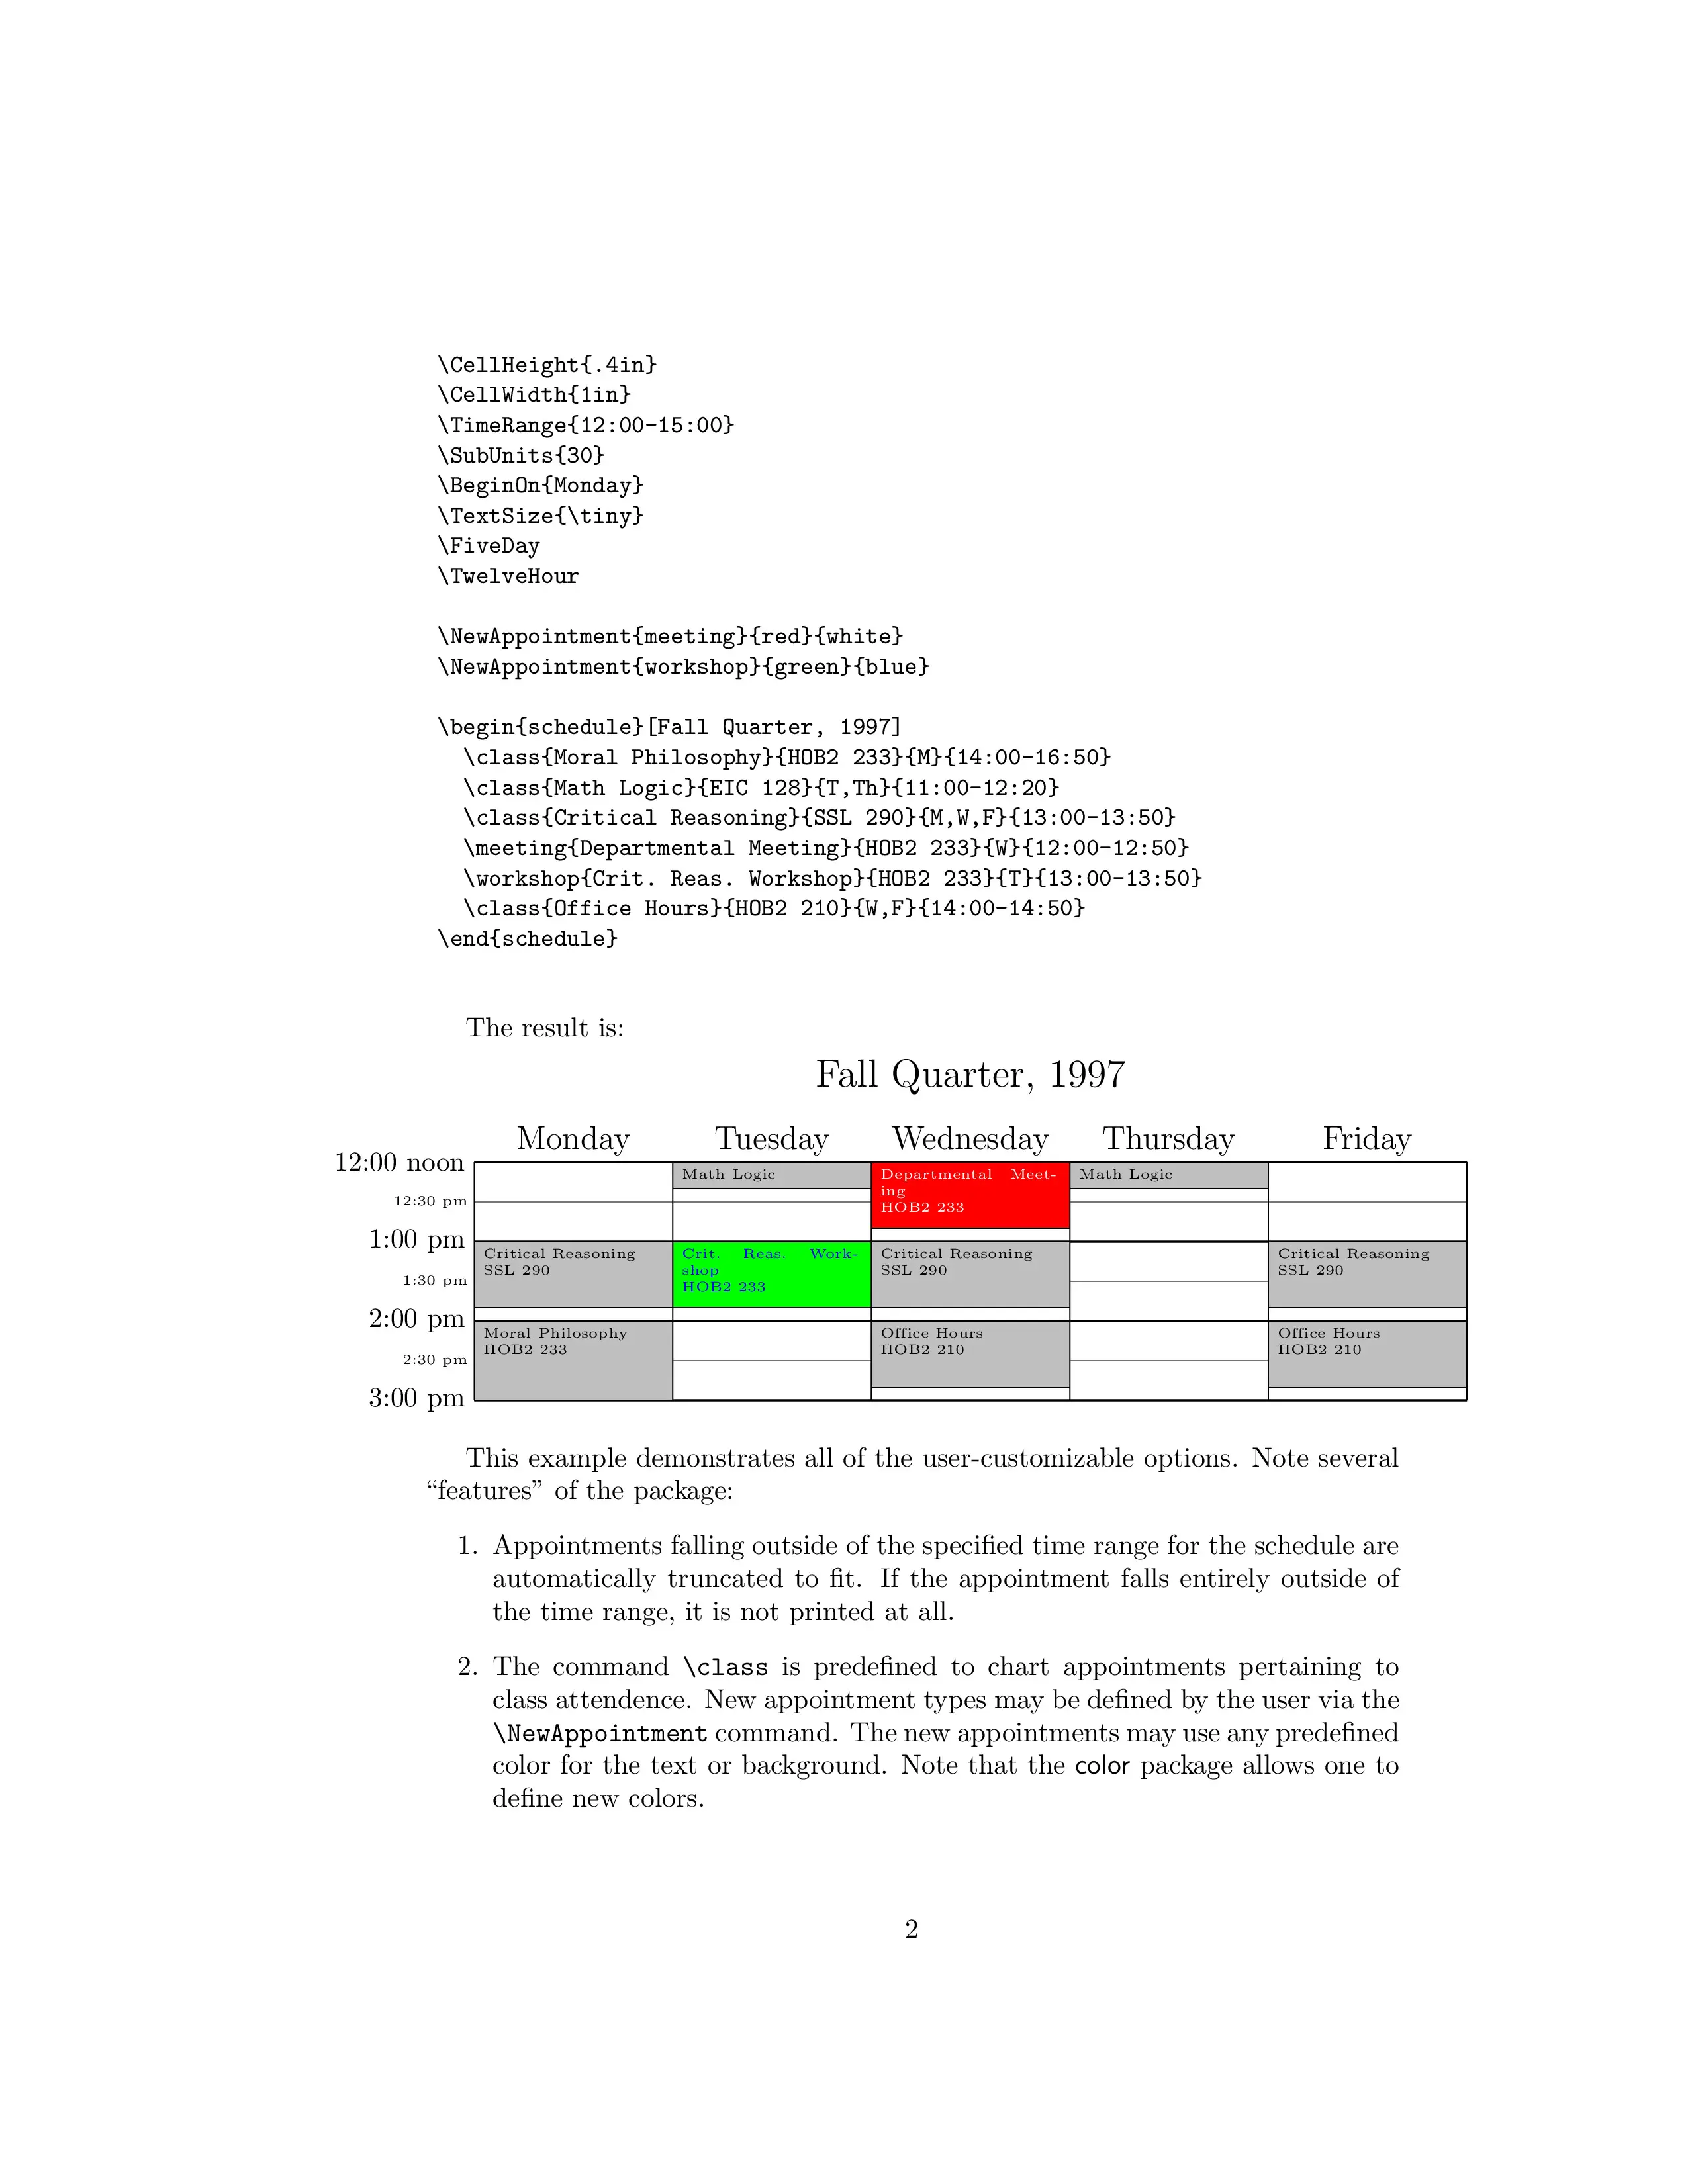 \CellHeight{.4in}
\CellWidth{1in}
\TimeRange{12:00-15:00}
\SubUnits{30}
\BeginOn{Monday}
\TextSize{\tiny}
\FiveDay
\TwelveHour

\NewAppointment{meeting}{red}{white}
\NewAppointment{workshop}{green}{blue}

\begin{schedule}[Fall Quarter, 1997]
  \class{Moral Philosophy}{HOB2 233}{M}{14:00-16:50}
  \class{Math Logic}{EIC 128}{T,Th}{11:00-12:20}
  \class{Critical Reasoning}{SSL 290}{M,W,F}{13:00-13:50}
  \meeting{Departmental Meeting}{HOB2 233}{W}{12:00-12:50}
  \workshop{Crit. Reas. Workshop}{HOB2 233}{T}{13:00-13:50}
  \class{Office Hours}{HOB2 210}{W,F}{14:00-14:50}
\end{schedule}

The result is:
Fall Quarter, 1997
Monday Tuesday Wednesday Thursday Friday
12:00 noon
Math Logic
Departmental Meet-
ing
HOB2 233
Math Logic
12:30 pm
1:00 pm
Critical Reasoning
SSL 290
Crit. Reas. Work-
shop
HOB2 233
Critical Reasoning
SSL 290
Critical Reasoning
SSL 290
1:30 pm
2:00 pm
Moral Philosophy
HOB2 233
Office Hours
HOB2 210
Office Hours
HOB2 210
2:30 pm
3:00 pm
This example demonstrates all of the user-customizable options. Note several
“features” of the package:
1. Appointments falling outside of the specified time range for the schedule are
automatically truncated to fit. If the appointment falls entirely outside of
the time range, it is not printed at all.
2. The command \class is predefined to chart appointments pertaining to
class attendence. New appointment types may be defined by the user via the
\NewAppointment command. The new appointments may use any predefined
color for the text or background. Note that the color package allows one to
define new colors.
2